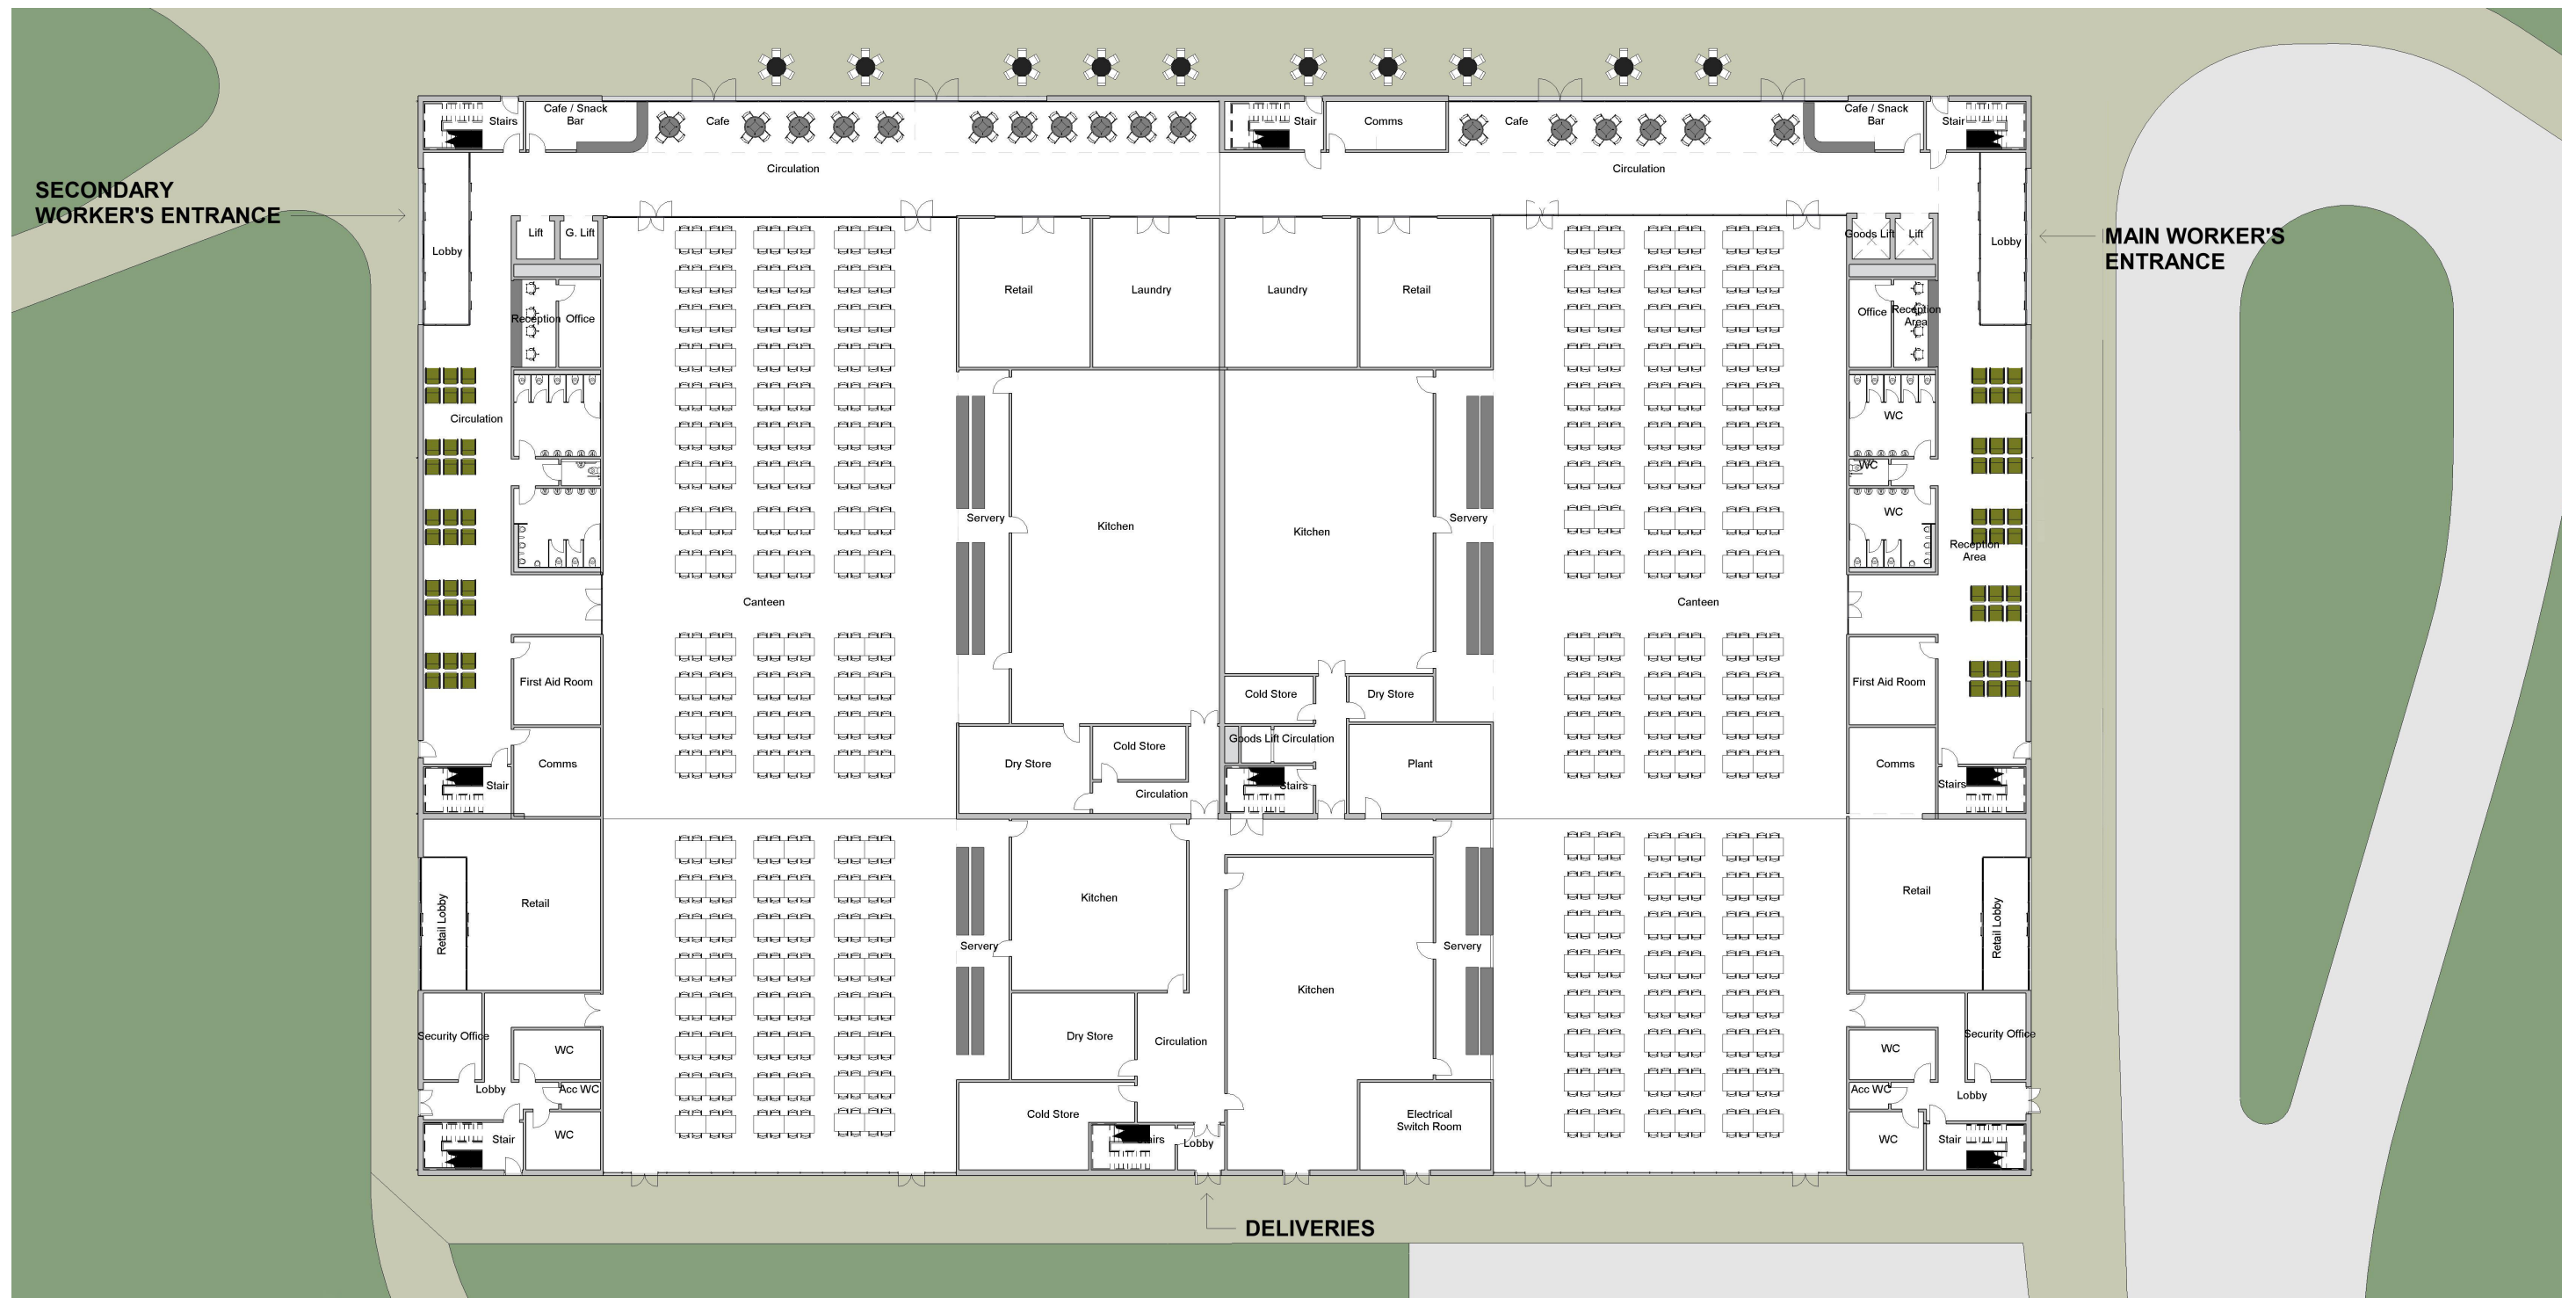 Cafe / Snack
Bar
Stairs
Cafe
Stair
Comms
Cafe
Cafe / Snack
Bar
Stair
Circulation
Circulation
SECONDARY
WORKER'S ENTRANCE
Lobby
Lift
G. Lift
Goods Lift
Lift
Lobby
MAIN WORKER'S
ENTRANCE
Retail
Laundry
Laundry
Retail
Reception
Office
Office
Reception
Area
Circulation
WC
WC
WC
Servery
Kitchen
Kitchen
Servery
Reception
Area
Canteen
Canteen
First Aid Room
Cold Store
Dry Store
First Aid Room
Goods Lift
Circulation
Cold Store
Comms
Dry Store
Plant
Comms
Stair
Stairs
Stairs
Circulation
Retail
Retail Lobby
Kitchen
Retail
Retail Lobby
Servery
Servery
Kitchen
Security Office
Dry Store
Circulation
Security Office
WC
WC
Lobby
Acc WC
Acc WC
Lobby
Cold Store
Electrical
Switch Room
Stair
WC
Lobby
WC
Stair
DELIVERIES